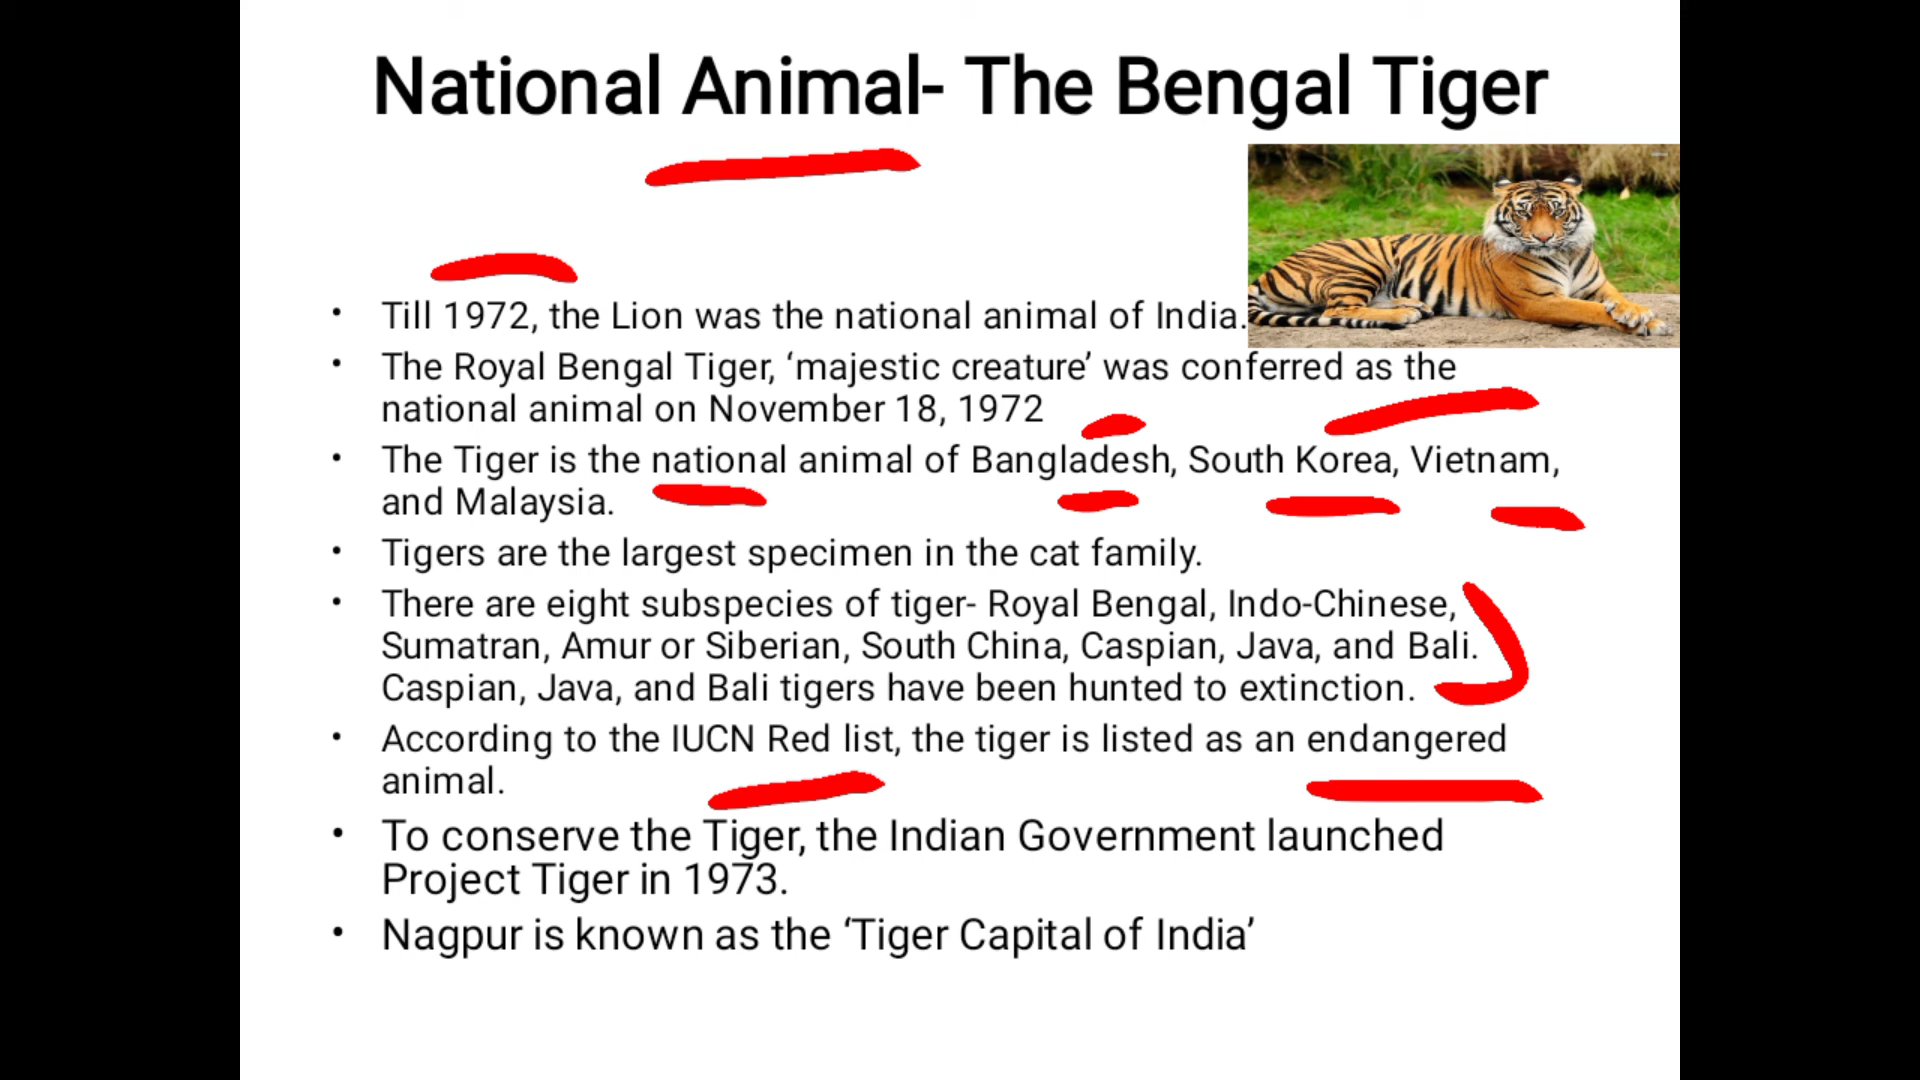 National Animal- The Bengal Tiger
• Till 1972, the Lion was the national animal of India.
• The Royal Bengal Tiger, ‘majestic creature’ was conferred as the
national animal on November 18, 1972
• The Tiger is the national animal of Bangladesh, South Korea, Vietnam,
and Malaysia.
• Tigers are the largest specimen in the cat family.
• There are eight subspecies of tiger- Royal Bengal, Indo-Chinese,
Sumatran, Amur or Siberian, South China, Caspian, Java, and Bali.
Caspian, Java, and Bali tigers have been hunted to extinction.
• According to the IUCN Red list, the tiger is listed as an endangered
animal.
• To conserve the Tiger, the Indian Government launched
Project Tiger in 1973.
• Nagpur is known as the ‘Tiger Capital of India’